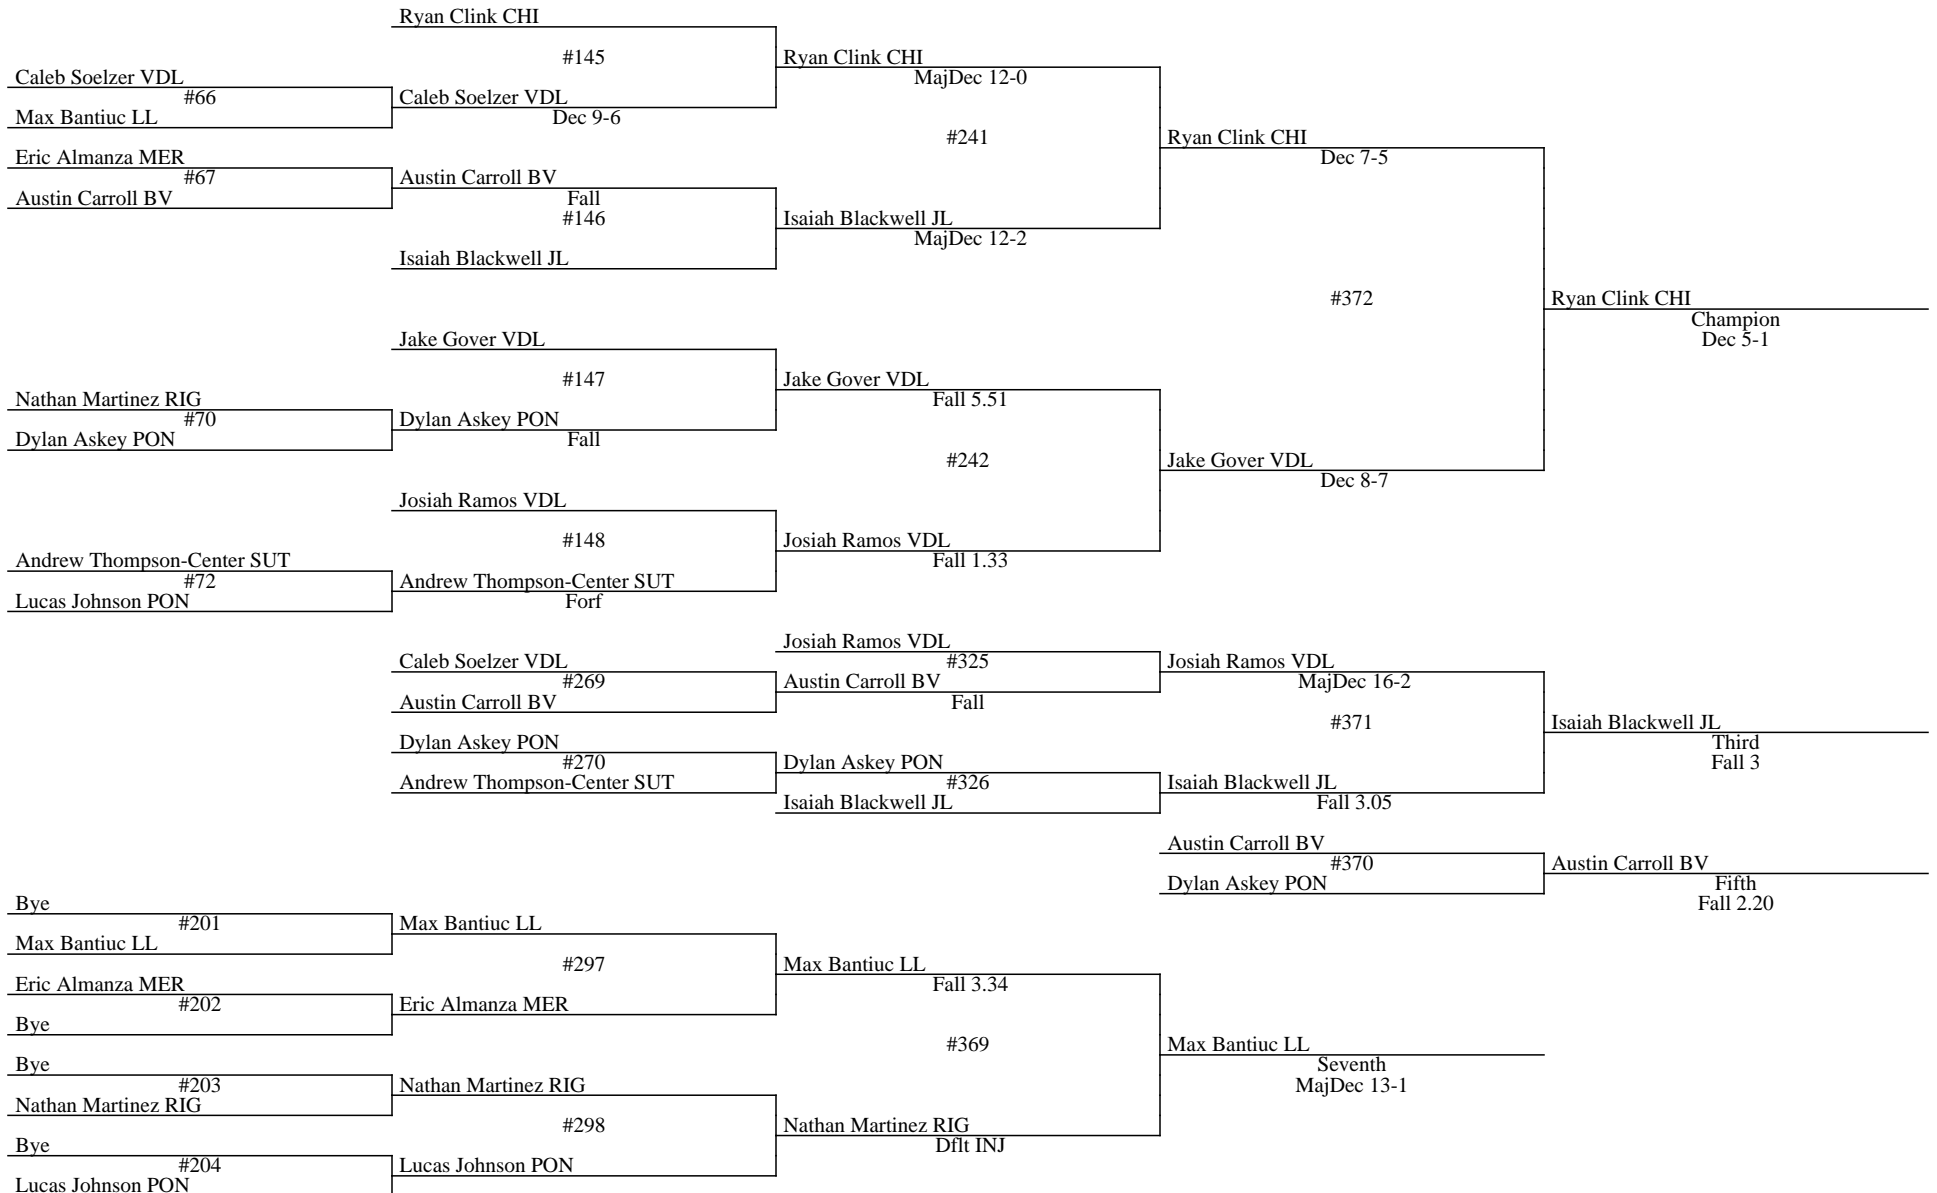 Ryan Clink CHI
#145
Ryan Clink CHI
MajDec 12-0
Caleb Soelzer VDL
#66
Max Bantiuc LL
Caleb Soelzer VDL
Dec 9-6
#241
Ryan Clink CHI
Dec 7-5
Eric Almanza MER
#67
Austin Carroll BV
Austin Carroll BV
Fall
#146
Isaiah Blackwell JL
MajDec 12-2
Isaiah Blackwell JL
#372
Ryan Clink CHI
Champion
Dec 5-1
Jake Gover VDL
#147
Jake Gover VDL
Fall 5.51
Nathan Martinez RIG
#70
Dylan Askey PON
Dylan Askey PON
Fall
#242
Jake Gover VDL
Dec 8-7
Josiah Ramos VDL
#148
Josiah Ramos VDL
Fall 1.33
Andrew Thompson-Center SUT
#72
Lucas Johnson PON
Andrew Thompson-Center SUT
Forf
Josiah Ramos VDL
#325
Josiah Ramos VDL
MajDec 16-2
Caleb Soelzer VDL
#269
Austin Carroll BV
Austin Carroll BV
Fall
#371
Isaiah Blackwell JL
Third
Fall 3
Dylan Askey PON
#270
Andrew Thompson-Center SUT
Dylan Askey PON
#326
Isaiah Blackwell JL
Isaiah Blackwell JL
Fall 3.05
Austin Carroll BV
#370
Dylan Askey PON
Austin Carroll BV
Fifth
Fall 2.20
Bye
#201
Max Bantiuc LL
Max Bantiuc LL
#297
Max Bantiuc LL
Fall 3.34
Eric Almanza MER
#202
Bye
Eric Almanza MER
#369
Max Bantiuc LL
Seventh
MajDec 13-1
Bye
#203
Nathan Martinez RIG
Nathan Martinez RIG
#298
Nathan Martinez RIG
Dflt INJ
Bye
#204
Lucas Johnson PON
Lucas Johnson PON